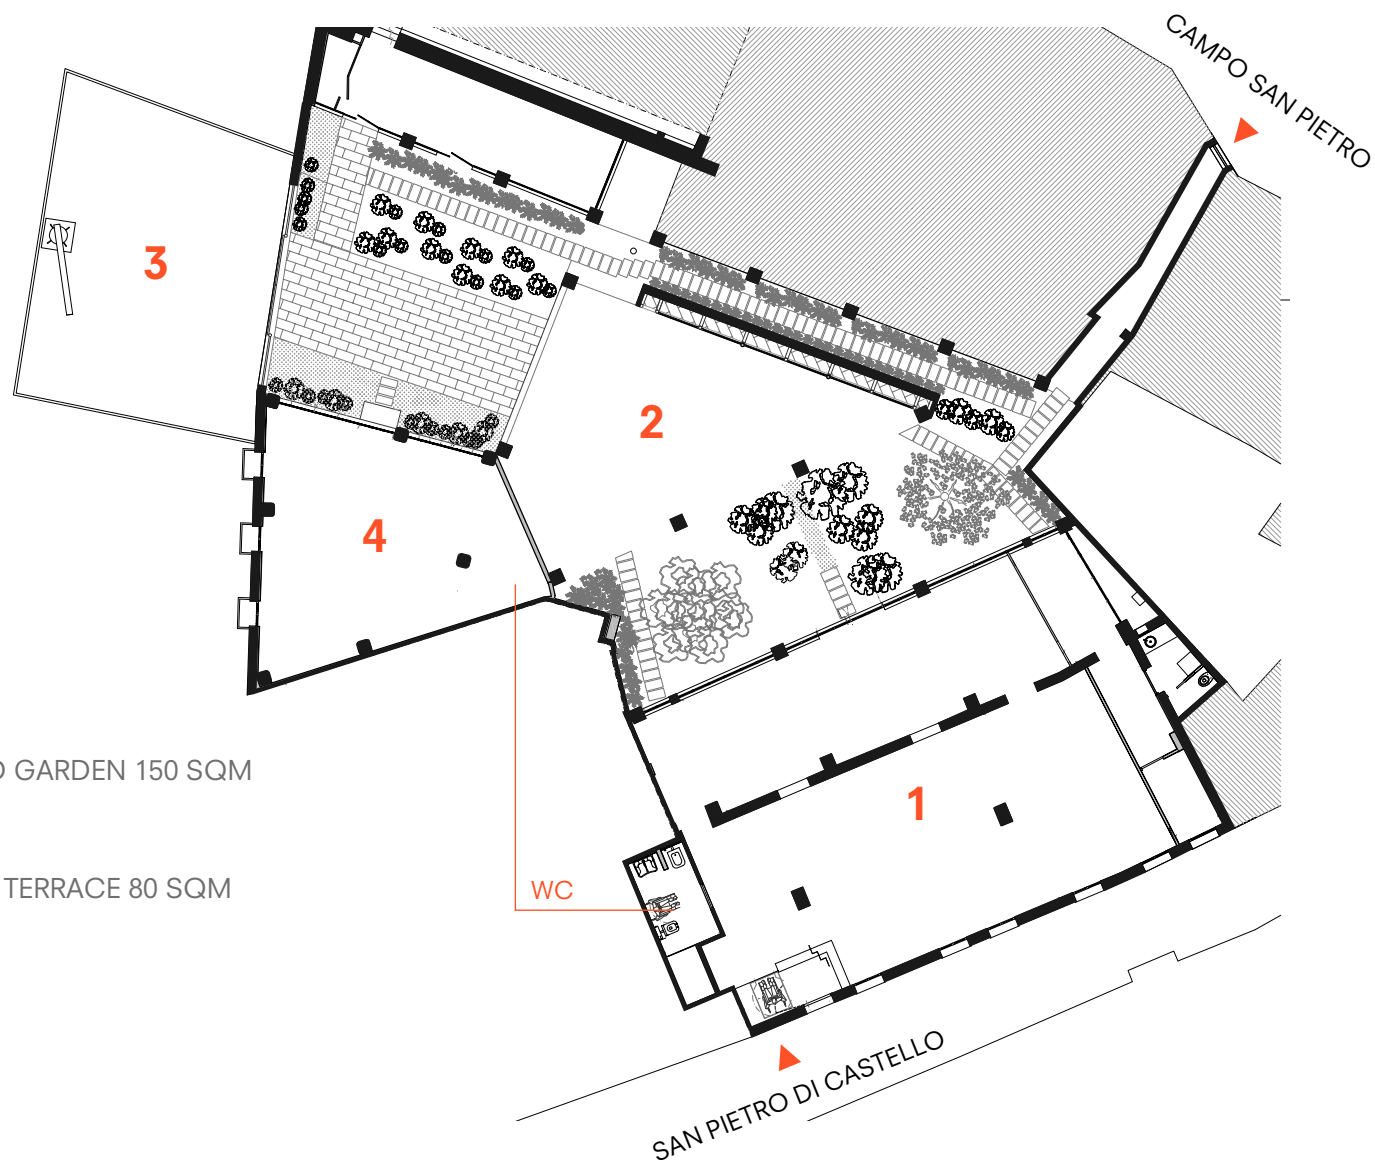 CAMPO SAN PIETRO
3
2
4
GARDEN 150 SQM
1
TERRACE 80 SQM
WC
SAN PIETRO DI CASTELLO